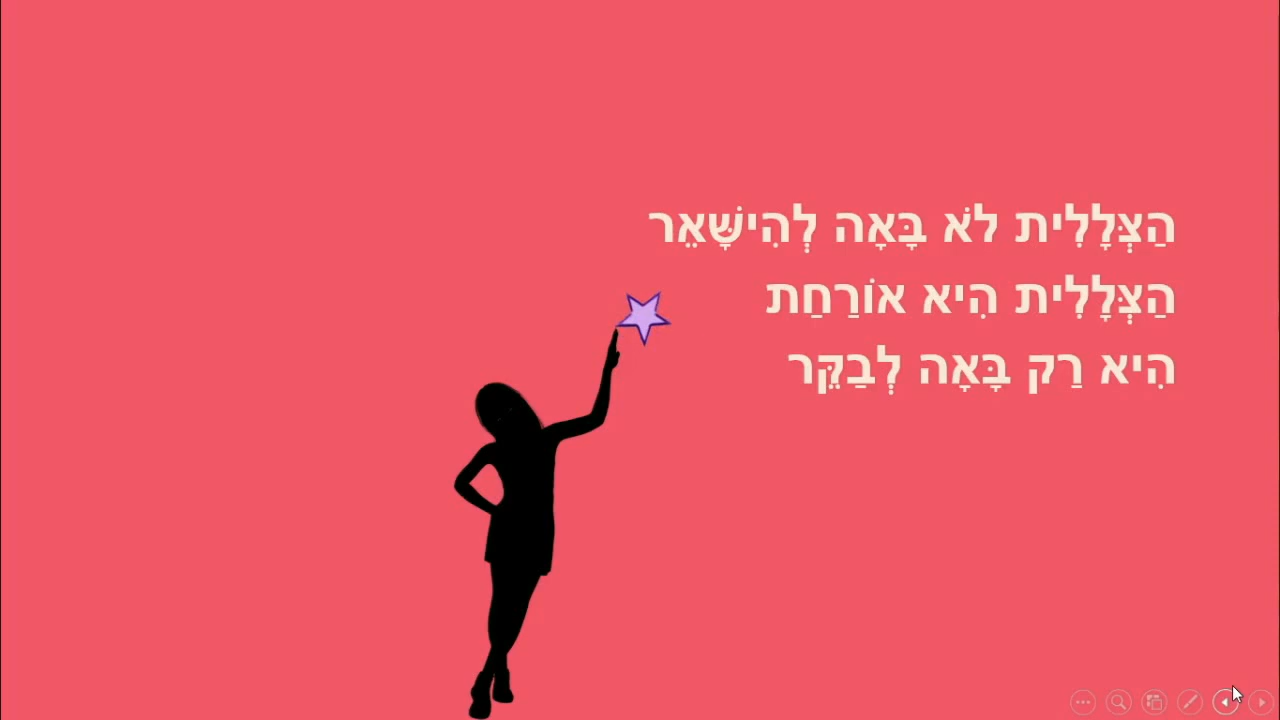 הַצְּלָלִית לֹא בָּאָה לְהִישָּׁאֵר
הַצְּלָלִית הִיא אוֹרַחַת
הִיא רַק בָּאָה לְבַקֵּר